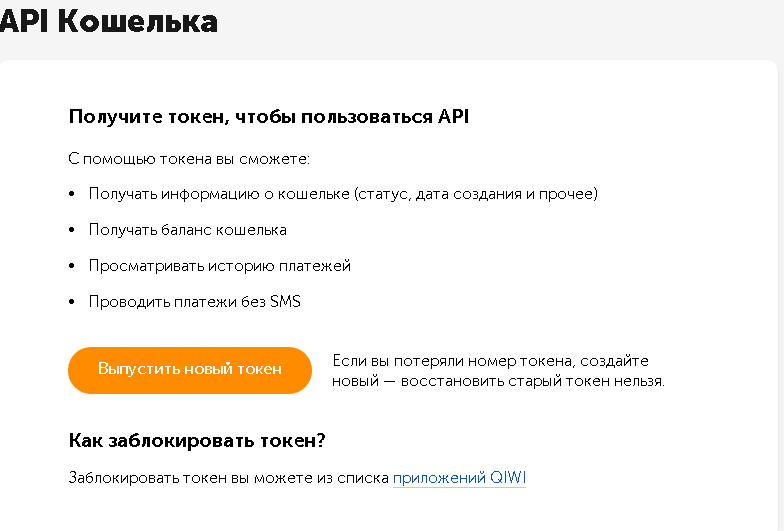 API Кошелька
Получите токен, чтобы пользоваться API
С помощью токена вы сможете:
• Получать информацию о кошельке (статус, дата создания и прочее)
• Получать баланс кошелька
• Просматривать историю платежей
• Проводить платежи без SMS
Выпустить новый токен
Если вы потеряли номер токена, создайте
новый — восстановить старый токен нельзя.
Как заблокировать токен?
Заблокировать токен вы можете из списка приложений QIWI